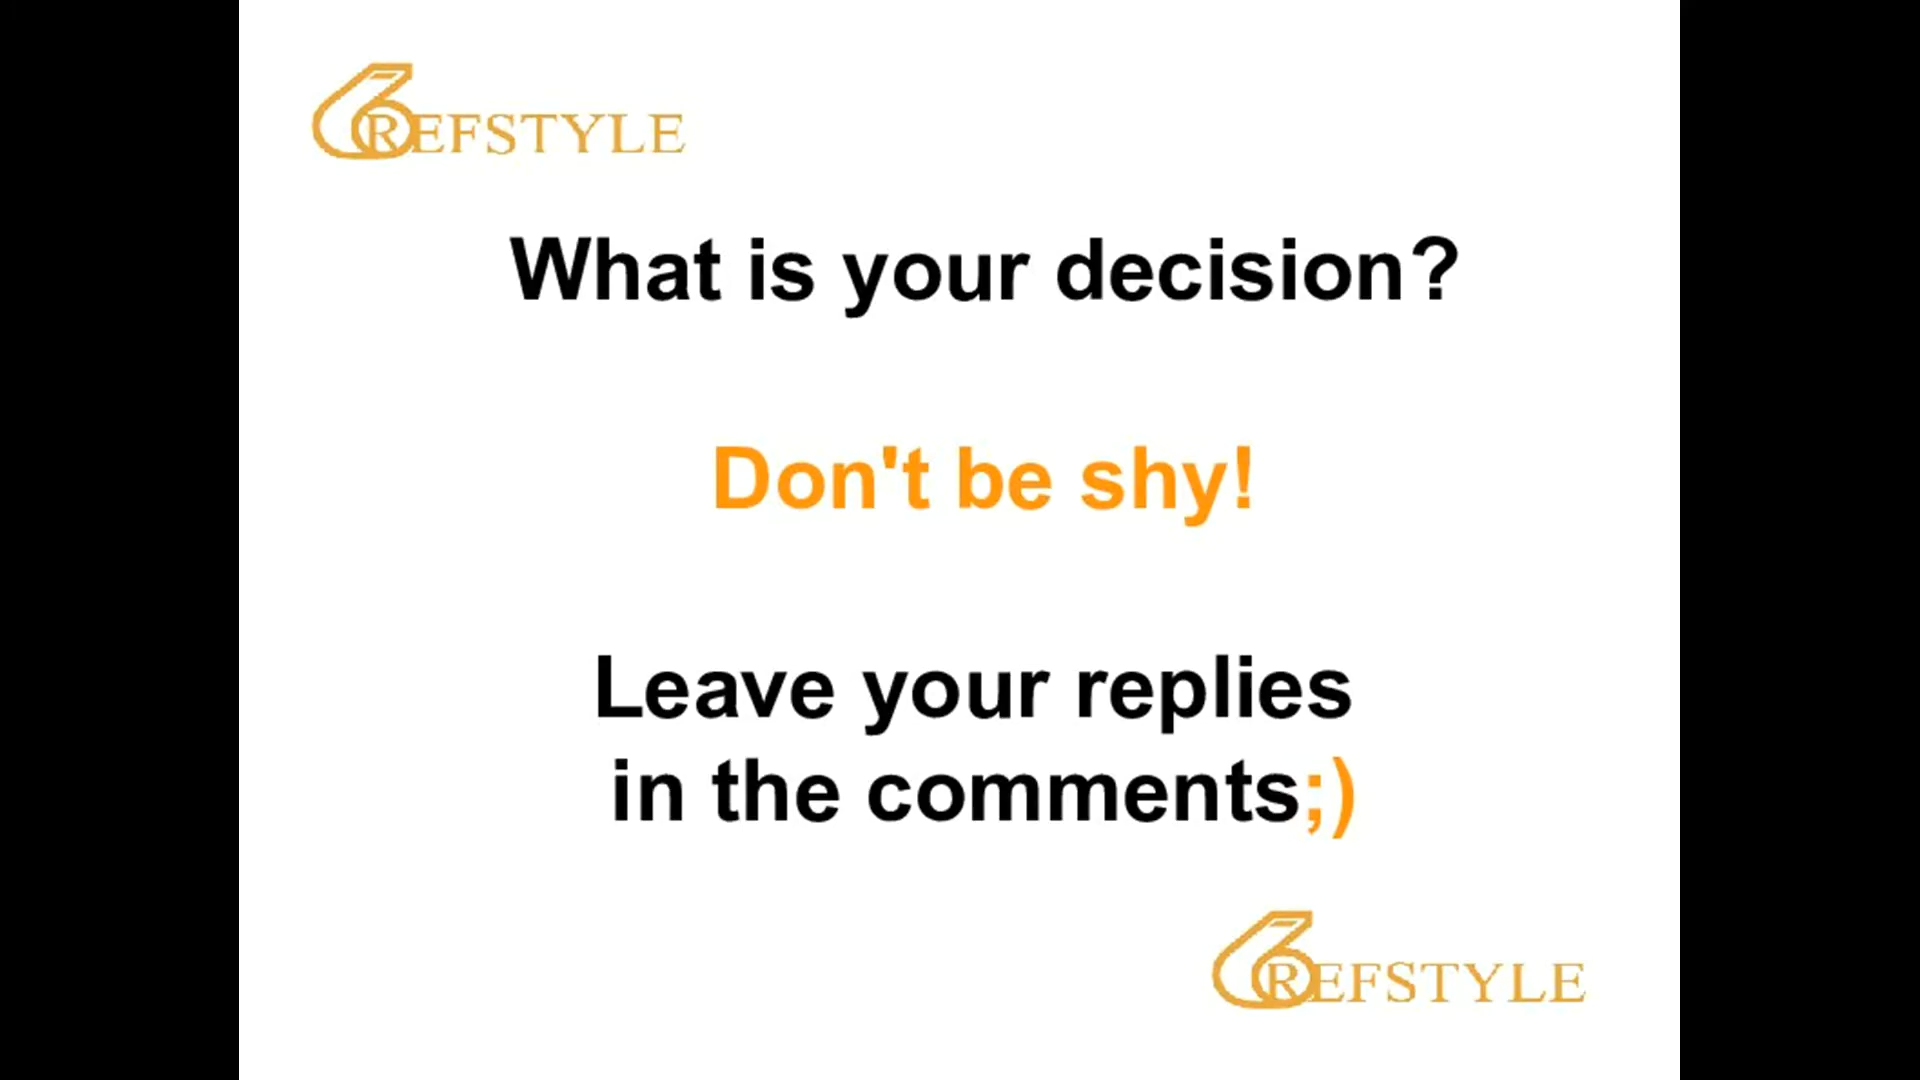 REFSTYLE
What is your decision?
Don't be shy!
Leave your replies
in the comments;)
REFSTYLE